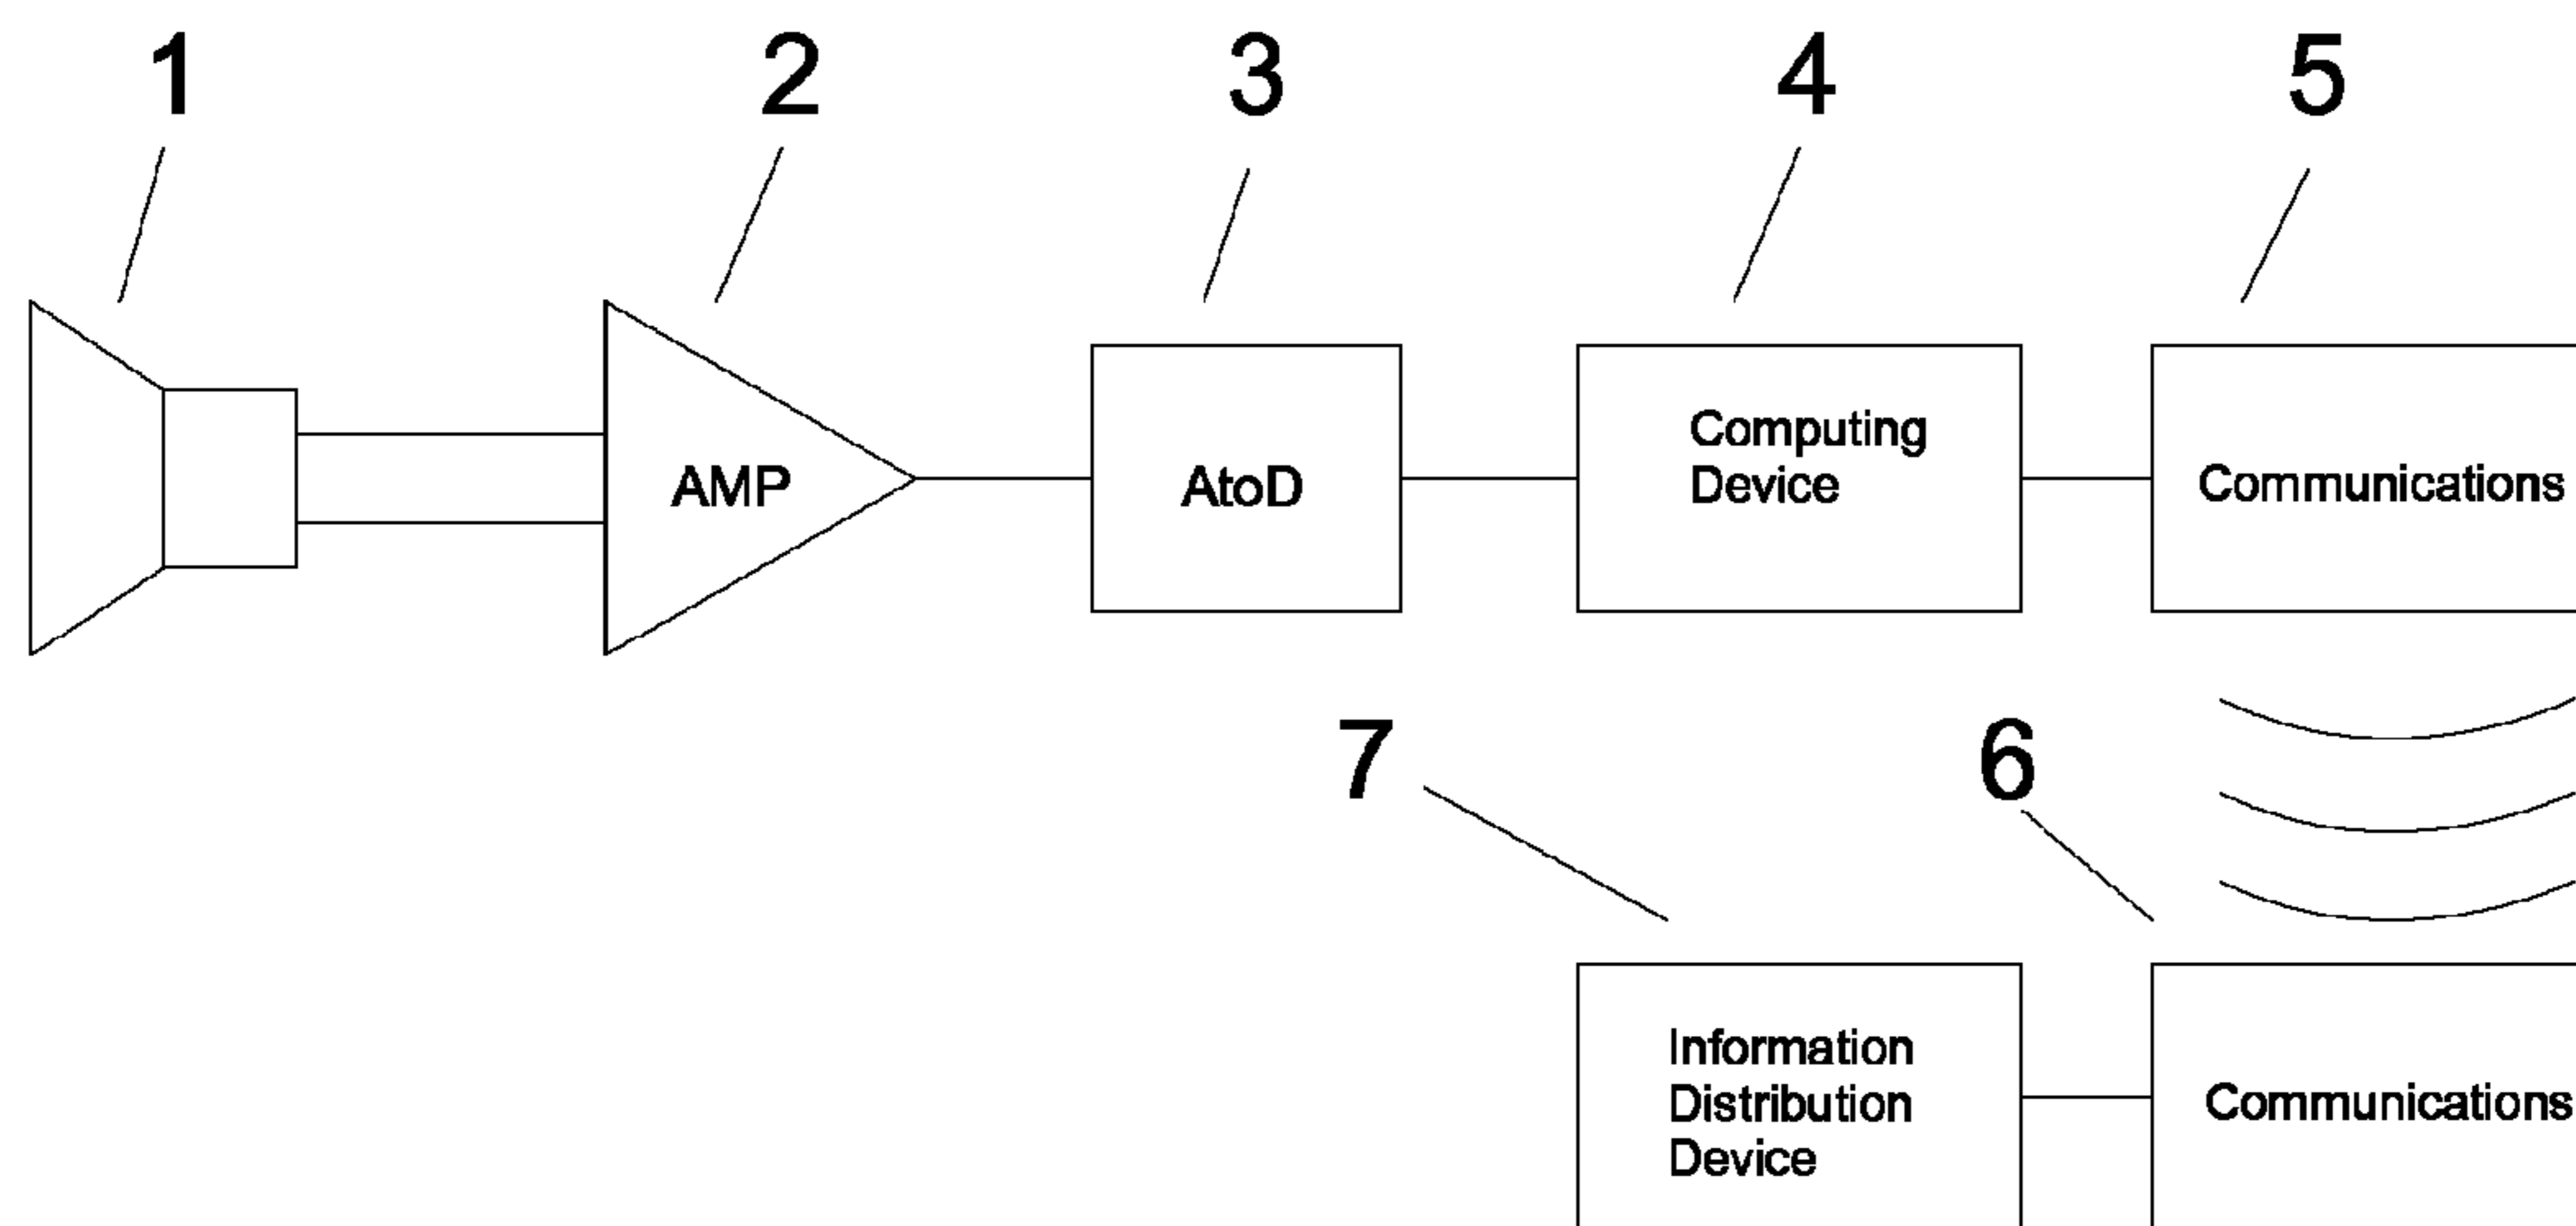 1
2
3
4
5
AMP
AtoD
Computing
Device
Communications
7
6
Information
Distribution
Device
Communications